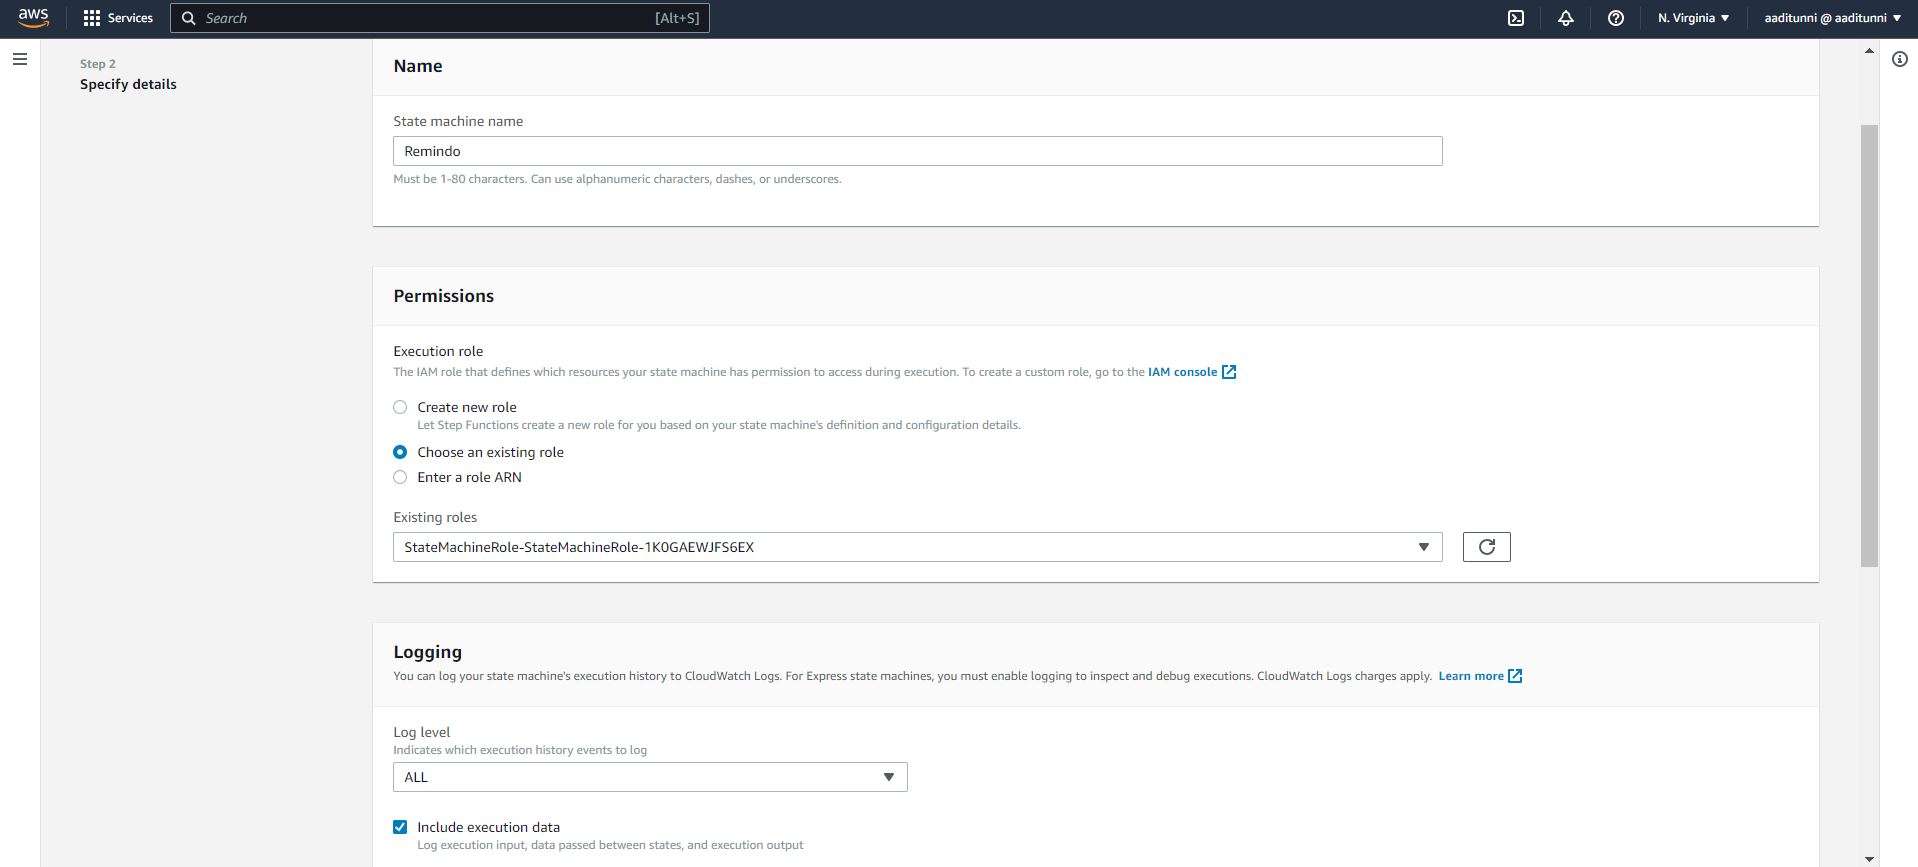 aws
Services
Search
[Alt+S]
N. Virginia
aaditunni @ aaditunni
Step 2
Specify details
Name
State machine name
Remindo
Must be 1-80 characters. Can use alphanumeric characters, dashes, or underscores.
Permissions
Execution role
The IAM role that defines which resources your state machine has permission to access during execution. To create a custom role, go to the IAM console
Create new role
Let Step Functions create a new role for you based on your state machine's definition and configuration details.
Choose an existing role
Enter a role ARN
Existing roles
StateMachineRole-StateMachineRole-1K0GAEWJFS6EX
Logging
You can log your state machine's execution history to CloudWatch Logs. For Express state machines, you must enable logging to inspect and debug executions. CloudWatch Logs charges apply. Learn more
Log level
Indicates which execution history events to log
ALL
Include execution data
Log execution input, data passed between states, and execution output